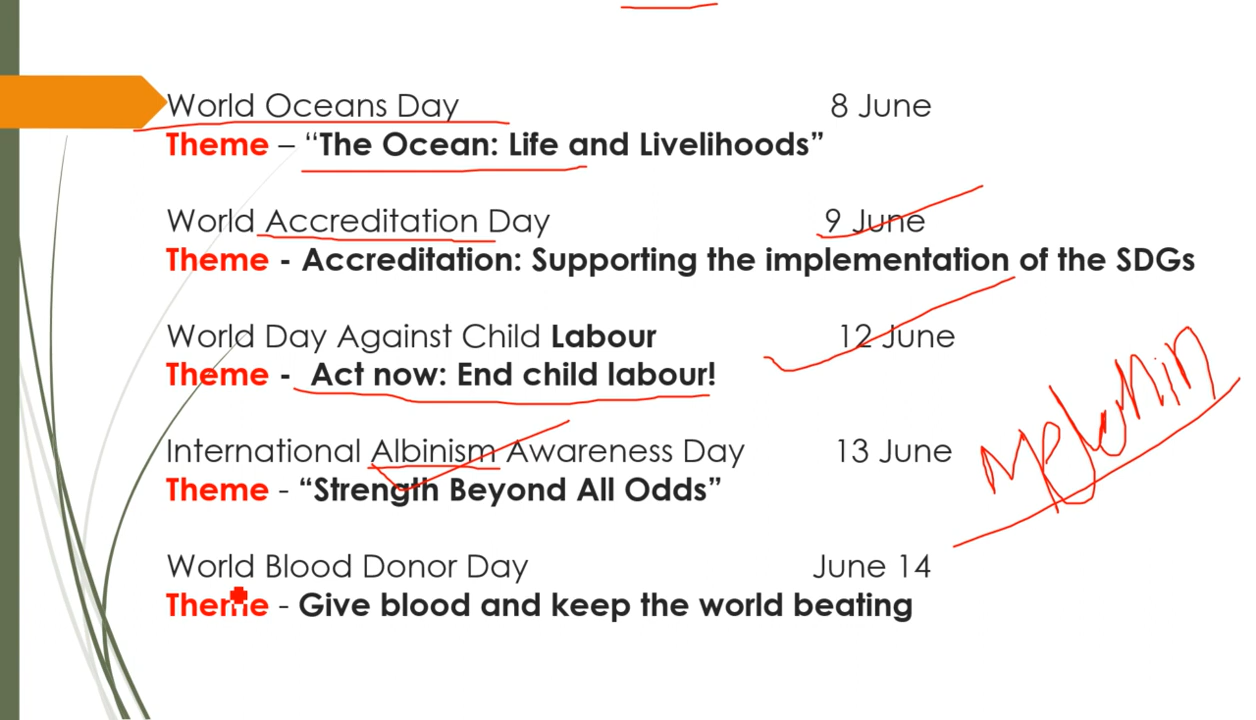 World Oceans Day 8 June
Theme – “The Ocean: Life and Livelihoods”
World Accreditation Day 9 June
Theme - Accreditation: Supporting the implementation of the SDGs
World Day Against Child Labour 12 June
Theme - Act now: End child labour!
International Albinism Awareness Day 13 June
Theme - “Strength Beyond All Odds”
melanin
World Blood Donor Day June 14
Theme - Give blood and keep the world beating